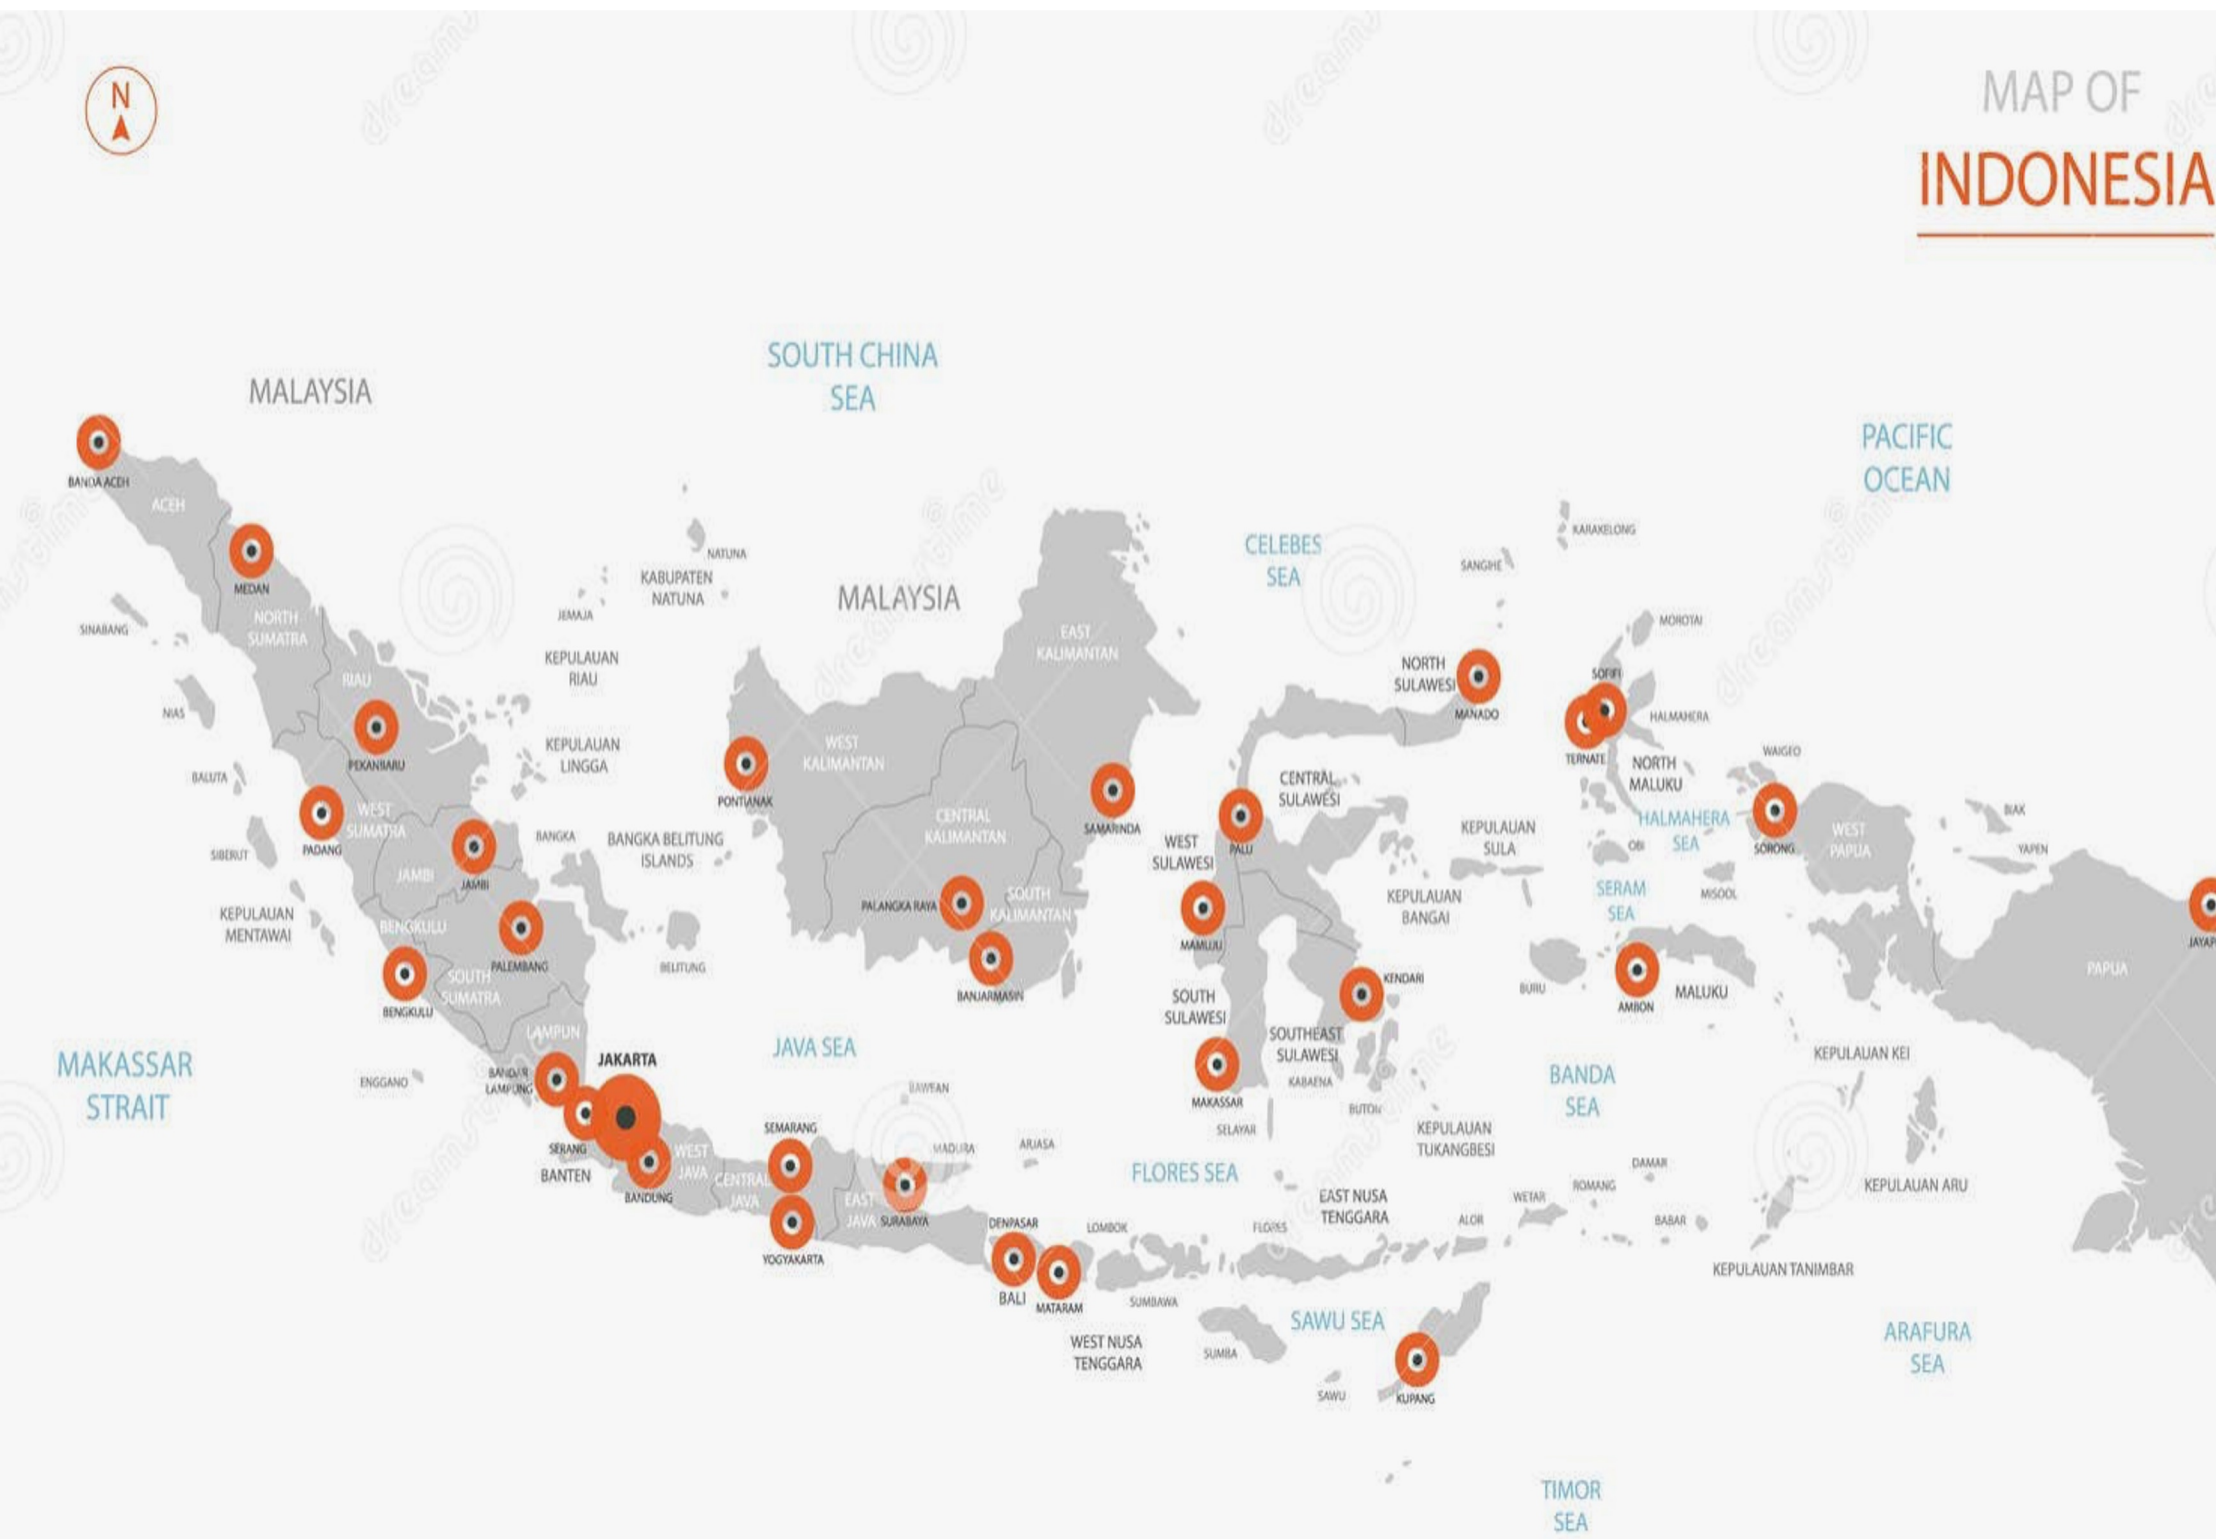 N
MAP OF
INDONESIA
SOUTH CHINA
SEA
MALAYSIA
PACIFIC
OCEAN
BANDA ACEH
ACEH
MEDAN
NORTH
SUMATRA
SINABANG
NIAS
RIAU
PEKANBARU
BALUTA
PADANG
WEST
SUMATRA
SIBERUT
JAMBI
JAMBI
KEPULAUAN
MENTAWAI
BENGKULU
BENGKULU
PALEMBANG
SOUTH
SUMATRA
LAMPUN
ENGGANO
BANDAR
LAMPUNG
MAKASSAR
STRAIT
NATUNA
KABUPATEN
NATUNA
JEMAJA
KEPULAUAN
RIAU
KEPULAUAN
LINGGA
BANGKA
BANGKA BELITUNG
ISLANDS
BELITUNG
MALAYSIA
EAST
KALIMANTAN
WEST
KALIMANTAN
PONTIANAK
CENTRAL
KALIMANTAN
SAMARINDA
PALANGKA RAYA
SOUTH
KALIMANTAN
BANJARMASIN
JAVA SEA
JAKARTA
SERANG
BANTEN
BANDUNG
WEST
JAVA
CENTRAL
JAVA
SEMARANG
YOGYAKARTA
EAST
JAVA
SURABAYA
BAWEAN
MADURA
ARJASA
DENPASAR
BALI
LOMBOK
MATARAM
SUMBAWA
WEST NUSA
TENGGARA
CELEBES
SEA
SANGIHE
KARAKELONG
NORTH
SULAWESI
MANADO
CENTRAL
SULAWESI
PALU
WEST
SULAWESI
MAMUJU
SOUTH
SULAWESI
MAKASSAR
SELAYAR
SOUTHEAST
SULAWESI
KENDARI
KABAENA
BUTON
KEPULAUAN
TUKANGBESI
KEPULAUAN
BANGAI
KEPULAUAN
SULA
FLORES SEA
EAST NUSA
TENGGARA
FLORES
ALOR
SAWU SEA
SUMBA
SAWU
KUPANG
TIMOR
SEA
MOROTAI
SOFIFI
HALMAHERA
TERNATE
NORTH
MALUKU
HALMAHERA
SEA
OBI
SERAM
SEA
WAIGEO
SORONG
MISOOL
WEST
PAPUA
BIAK
YAPEN
BURU
AMBON
MALUKU
BANDA
SEA
KEPULAUAN KEI
KEPULAUAN ARU
DAMAR
ROMANG
WETAR
BABAR
KEPULAUAN TANIMBAR
PAPUA
JAYAP
ARAFURA
SEA
dreamstime